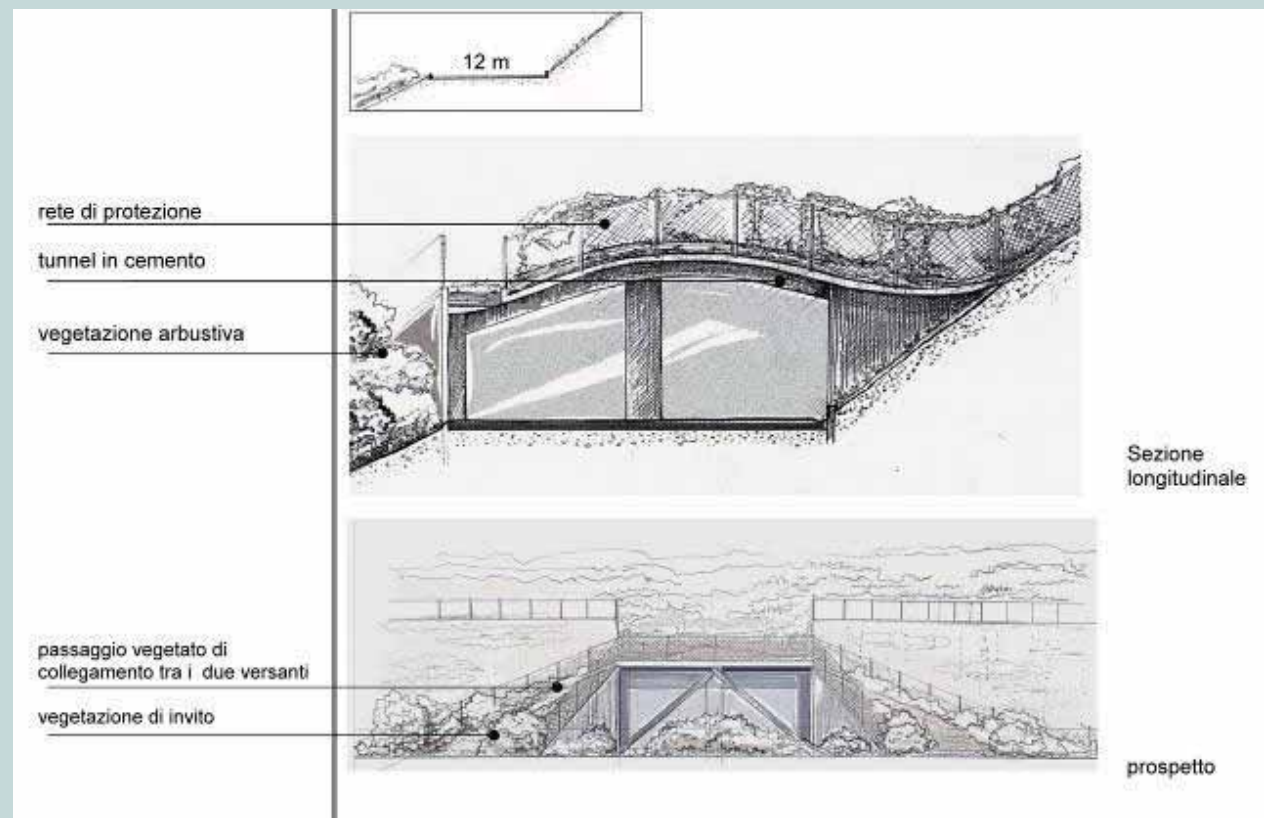 12 m
rete di protezione
tunnel in cemento
vegetazione arbustiva
Sezione
longitudinale
passaggio vegetato di
collegamento tra i due versanti
vegetazione di invito
prospetto